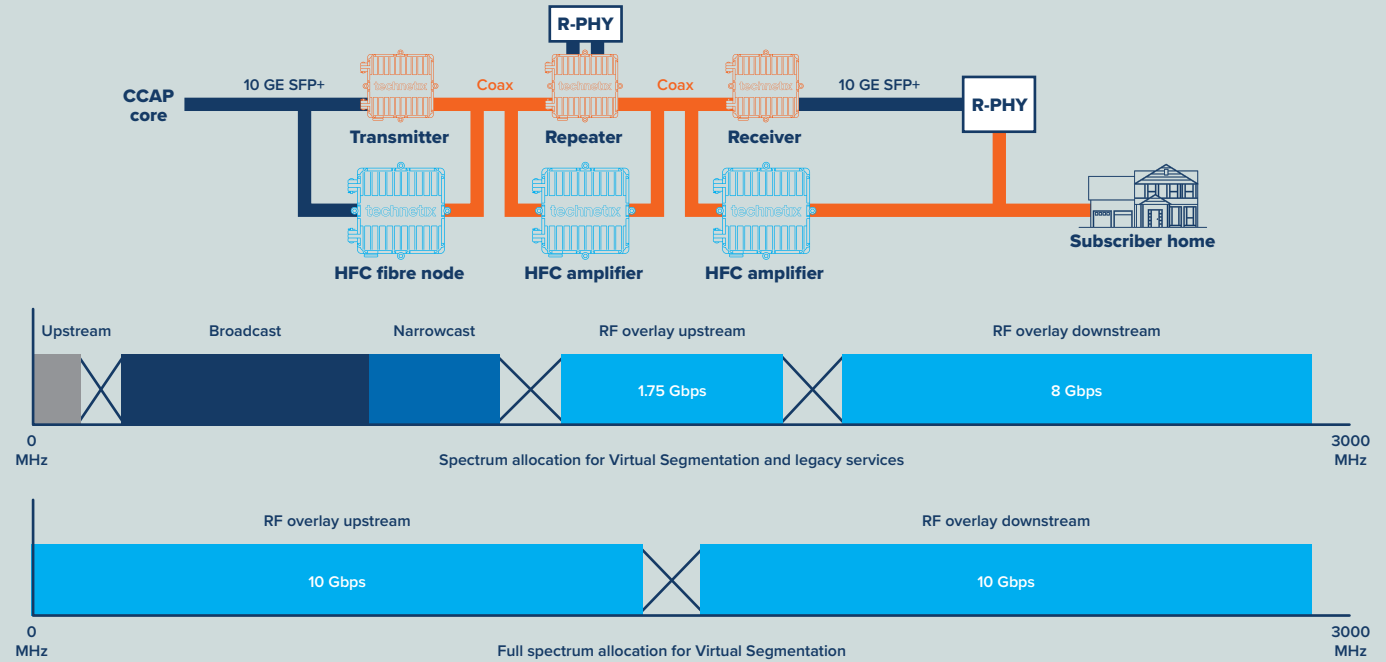 R-PHY
10 GE SFP+
Coax
Coax
10 GE SFP+
CCAP
core
technetix
technetix
technetix
R-PHY
Transmitter
Repeater
Receiver
technetix
technetix
technetix
HFC fibre node
HFC amplifier
HFC amplifier
Subscriber home
Upstream
Broadcast
Narrowcast
RF overlay upstream
RF overlay downstream
1.75 Gbps
8 Gbps
0
MHz
3000
MHz
Spectrum allocation for Virtual Segmentation and legacy services
RF overlay upstream
RF overlay downstream
10 Gbps
10 Gbps
0
MHz
3000
MHz
Full spectrum allocation for Virtual Segmentation